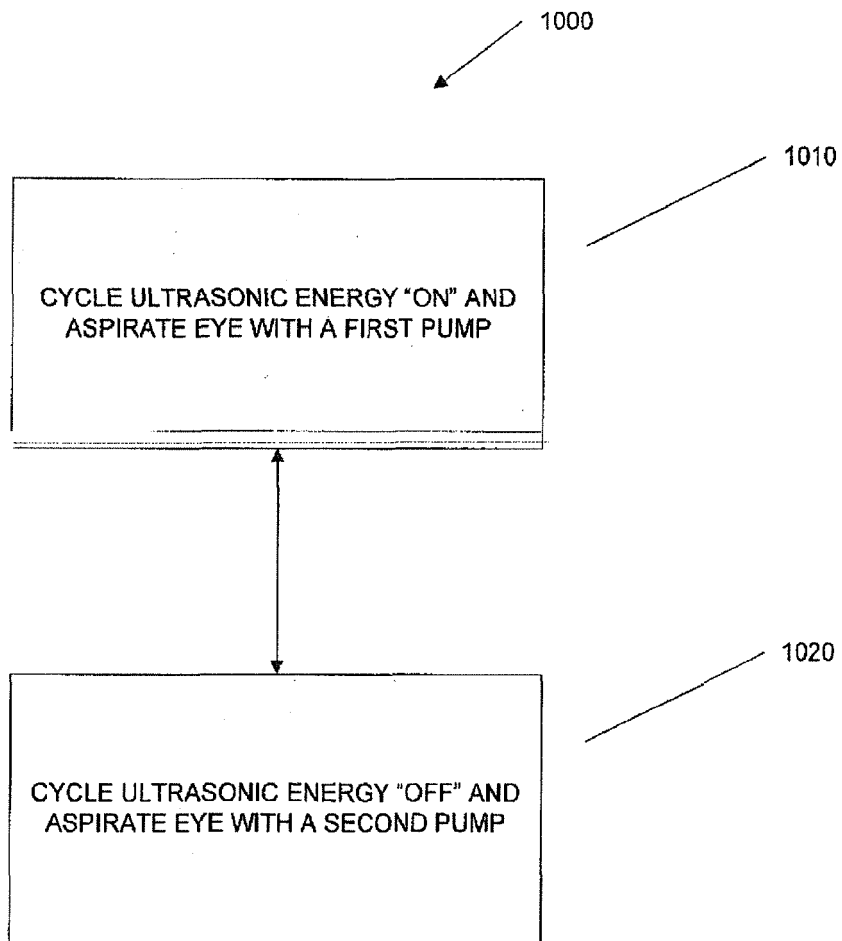 1000
1010
CYCLE ULTRASONIC ENERGY "ON" AND
ASPIRATE EYE WITH A FIRST PUMP
1020
CYCLE ULTRASONIC ENERGY "OFF" AND
ASPIRATE EYE WITH A SECOND PUMP